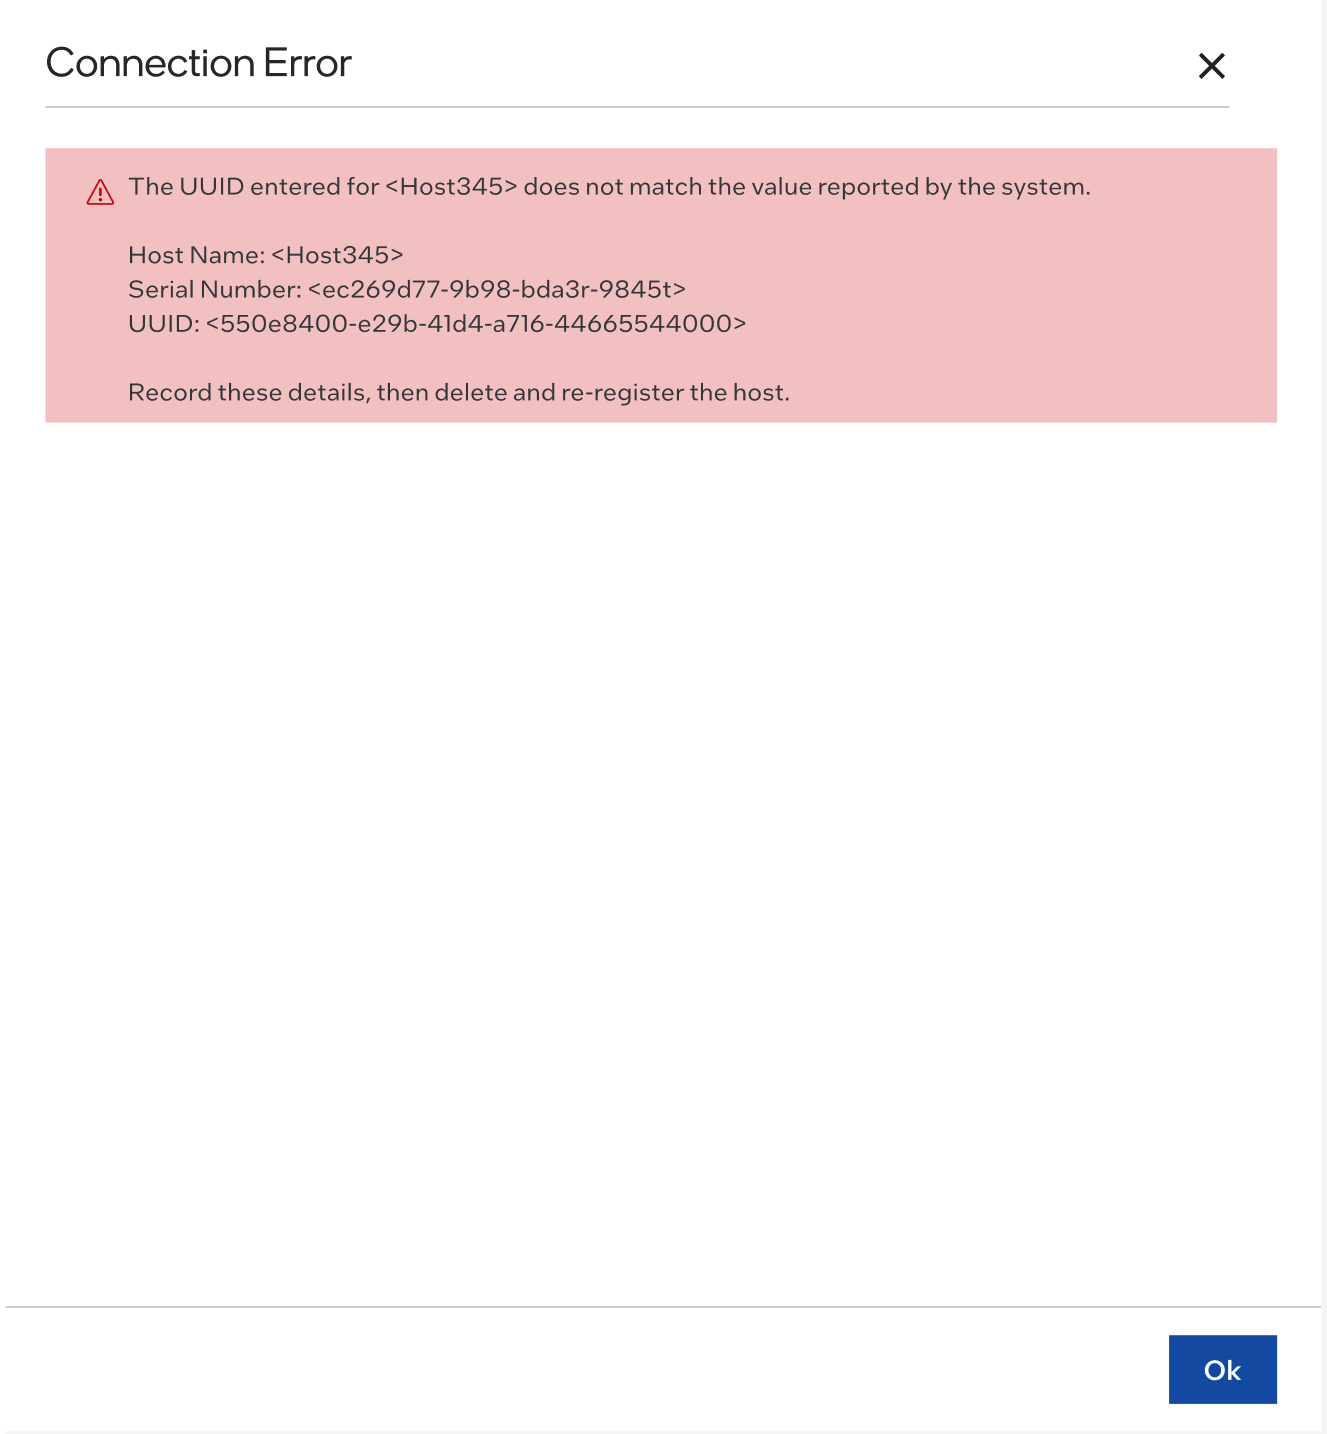 Connection Error
The UUID entered for <Host345> does not match the value reported by the system.
Host Name: <Host345>
Serial Number: <ec269d77-9b98-bda3r-9845t>
UUID: <550e8400-e29b-41d4-a716-44665544000>
Record these details, then delete and re-register the host.
Ok